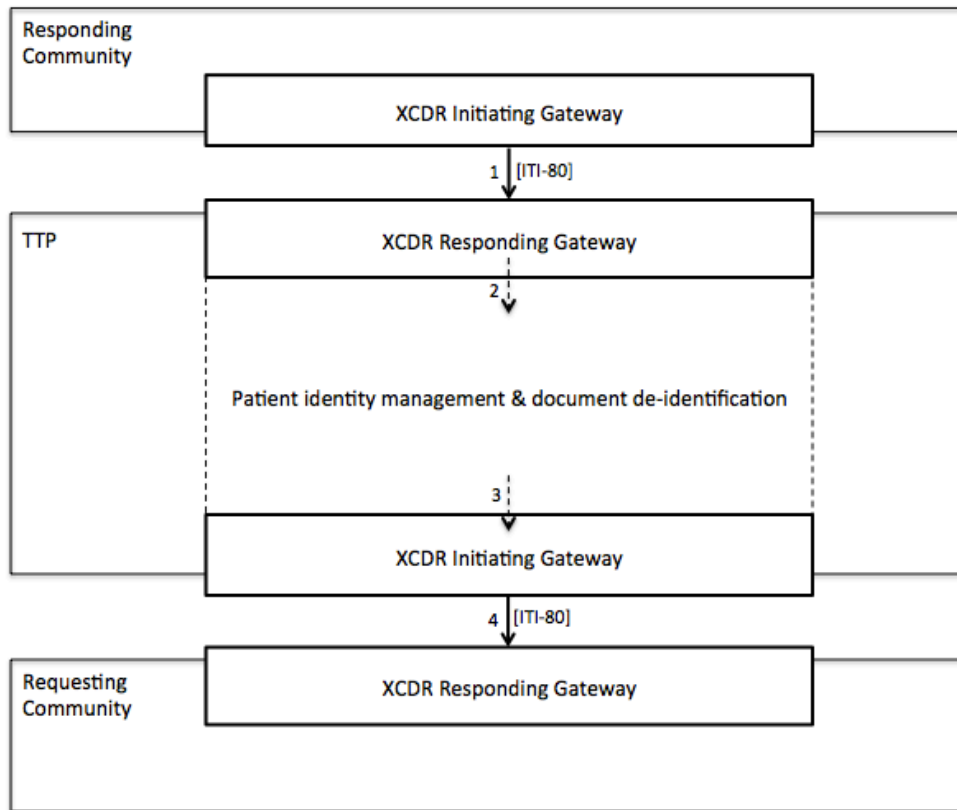 Responding
Community
XCDR Initiating Gateway
1 [ITI-80]
TTP
XCDR Responding Gateway
2
Patient identity management & document de-identification
3
XCDR Initiating Gateway
4 [ITI-80]
Requesting
Community
XCDR Responding Gateway